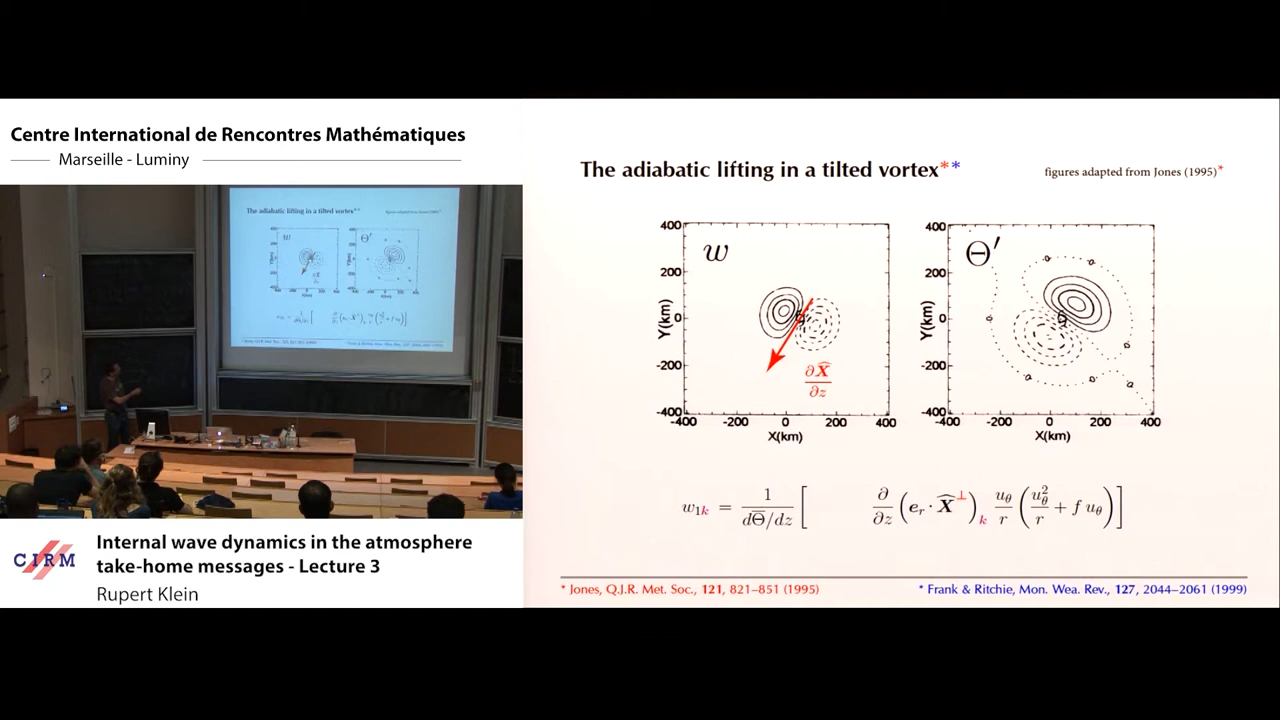 Centre International de Rencontres Mathématiques
Marseille - Luminy
CIRM
Internal wave dynamics in the atmosphere
take-home messages - Lecture 3
Rupert Klein
The adiabatic lifting in a tilted vortex**
figures adapted from Jones (1995)*
w
400
200
0
-200
-400
Y(km)
-400 -200 0 200 400
X(km)
∂X̂/∂z
Θ′
400
200
0
-200
-400
Y(km)
-400 -200 0 200 400
X(km)
w₁ₖ = 1/(dΘ̅/dz) [ ∂/∂z (e_r · X̂^⊥)_k u_θ/r (u_θ²/r + f u_θ) ]
* Jones, Q.J.R. Met. Soc., 121, 821–851 (1995)
* Frank & Ritchie, Mon. Wea. Rev., 127, 2044–2061 (1999)